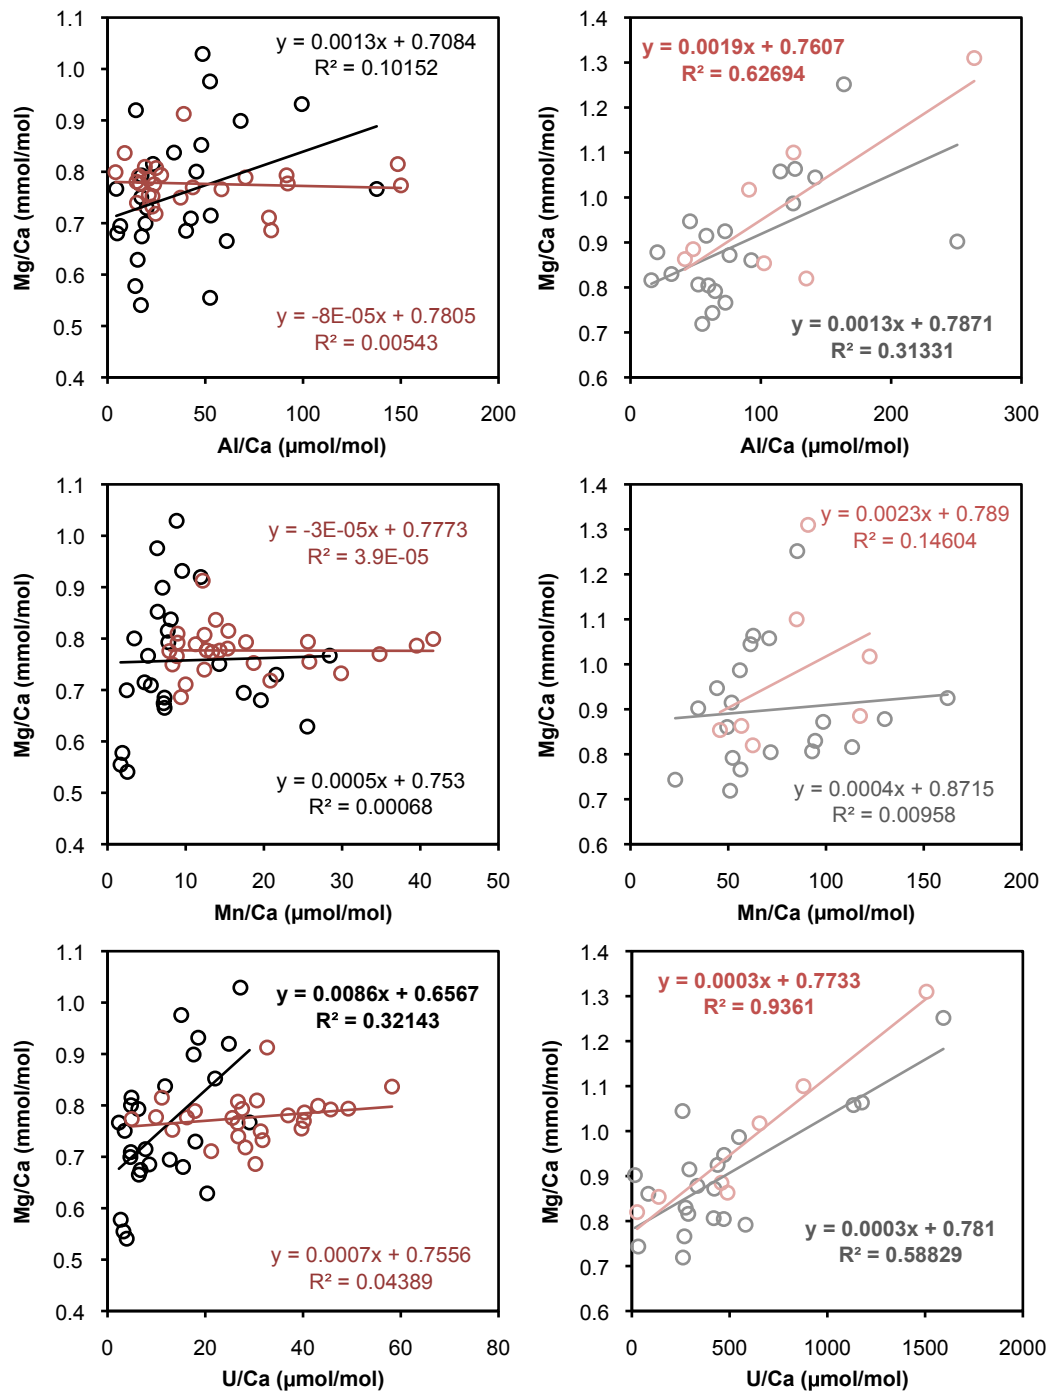 1.1
1.0
0.9
0.8
0.7
0.6
0.5
0.4
Mg/Ca (mmol/mol)
y = 0.0013x + 0.7084
R² = 0.10152
y = -8E-05x + 0.7805
R² = 0.00543
0 50 100 150 200
Al/Ca (µmol/mol)
1.4
1.3
1.2
1.1
1.0
0.9
0.8
0.7
0.6
Mg/Ca (mmol/mol)
y = 0.0019x + 0.7607
R² = 0.62694
y = 0.0013x + 0.7871
R² = 0.31331
0 100 200 300
Al/Ca (µmol/mol)
1.1
1.0
0.9
0.8
0.7
0.6
0.5
0.4
Mg/Ca (mmol/mol)
y = -3E-05x + 0.7773
R² = 3.9E-05
y = 0.0005x + 0.753
R² = 0.00068
0 10 20 30 40 50
Mn/Ca (µmol/mol)
1.4
1.3
1.2
1.1
1.0
0.9
0.8
0.7
0.6
Mg/Ca (mmol/mol)
y = 0.0023x + 0.789
R² = 0.14604
y = 0.0004x + 0.8715
R² = 0.00958
0 50 100 150 200
Mn/Ca (µmol/mol)
1.1
1.0
0.9
0.8
0.7
0.6
0.5
0.4
Mg/Ca (mmol/mol)
y = 0.0086x + 0.6567
R² = 0.32143
y = 0.0007x + 0.7556
R² = 0.04389
0 20 40 60 80
U/Ca (µmol/mol)
1.4
1.3
1.2
1.1
1.0
0.9
0.8
0.7
0.6
Mg/Ca (mmol/mol)
y = 0.0003x + 0.7733
R² = 0.9361
y = 0.0003x + 0.781
R² = 0.58829
0 500 1000 1500 2000
U/Ca (µmol/mol)